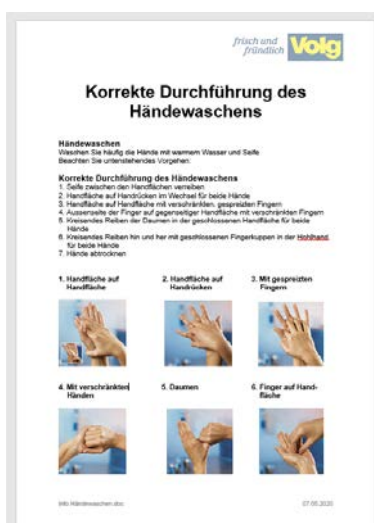 frisch und
fründlich Volg
Korrekte Durchführung des
Händewaschens
Händewaschen
Waschen Sie häufig die Hände mit warmem Wasser und Seife
Beachten Sie untenstehendes Vorgehen:
Korrekte Durchführung des Händewaschens
1. Seife zwischen den Handflächen verreiben
2. Handfläche auf Handrücken im Wechsel für beide Hände
3. Handfläche auf Handfläche mit verschränkten, gespreizten Fingern
4. Aussenseite der Finger auf gegenseitiger Handfläche mit verschränkten Fingern
5. Kreisendes Reiben der Daumen in der geschlossenen Handfläche für beide
Hände
6. Kreisendes Reiben hin und her mit geschlossenen Fingerkuppen in der Hohlhand
für beide Hände
7. Hände abtrocknen
1. Handfläche auf
Handfläche
2. Handfläche auf
Handrücken
3. Mit gespreizten
Fingern
4. Mit verschränkten
Händen
5. Daumen
6. Finger auf Hand-
fläche
Info Händewaschen.doc
07.05.2020